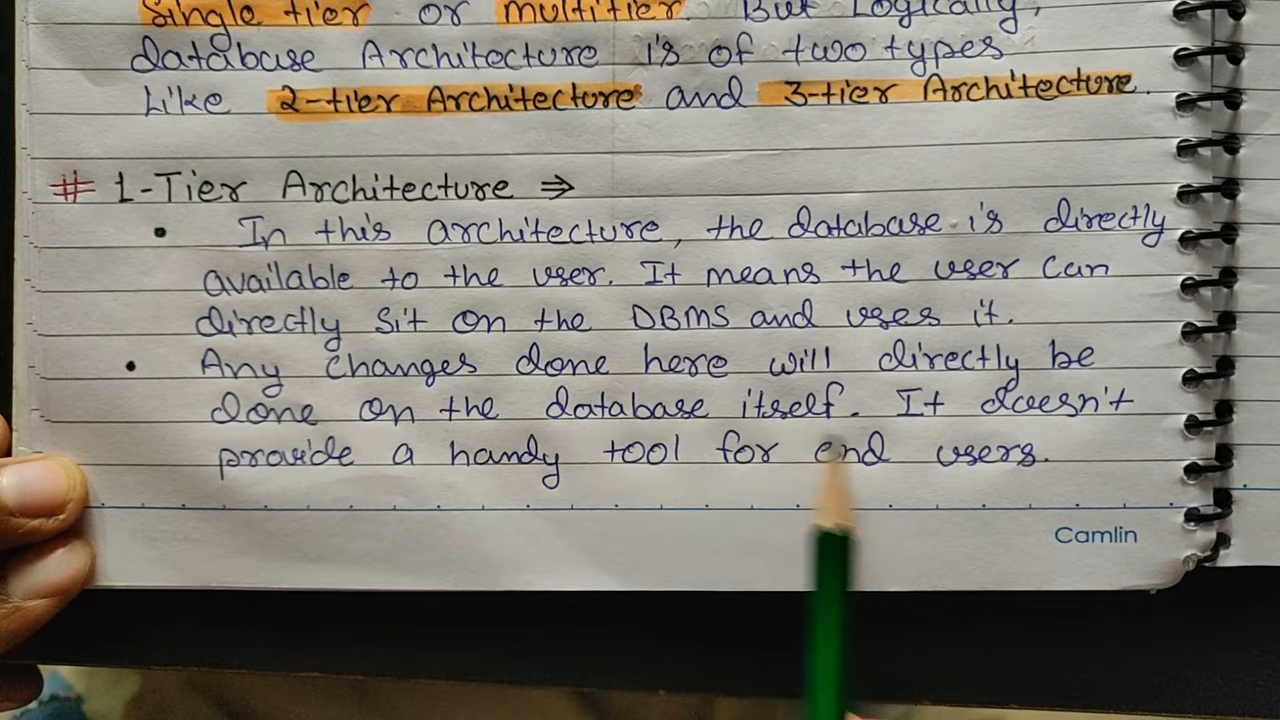 Single tier or multitier. But Logically,
database Architecture is of two types
Like 2-tier Architecture and 3-tier Architecture.
# 1-Tier Architecture ⇒
• In this architecture, the database is directly
available to the user. It means the user can
directly sit on the DBMS and uses it.
• Any changes done here will directly be
done on the database itself. It doesn't
provide a handy tool for end users.
Camlin